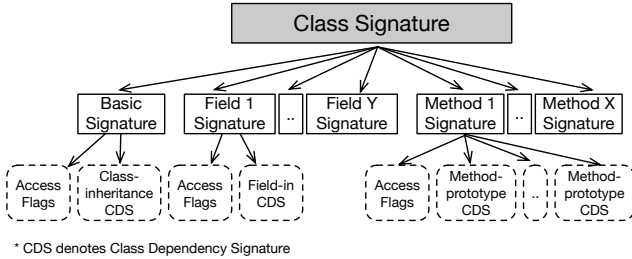 Class Signature
Basic Signature
Field 1 Signature
..
Field Y Signature
Method 1 Signature
..
Method X Signature
Access Flags
Class-inheritance CDS
Access Flags
Field-in CDS
Access Flags
Method-prototype CDS
..
Method-prototype CDS
* CDS denotes Class Dependency Signature